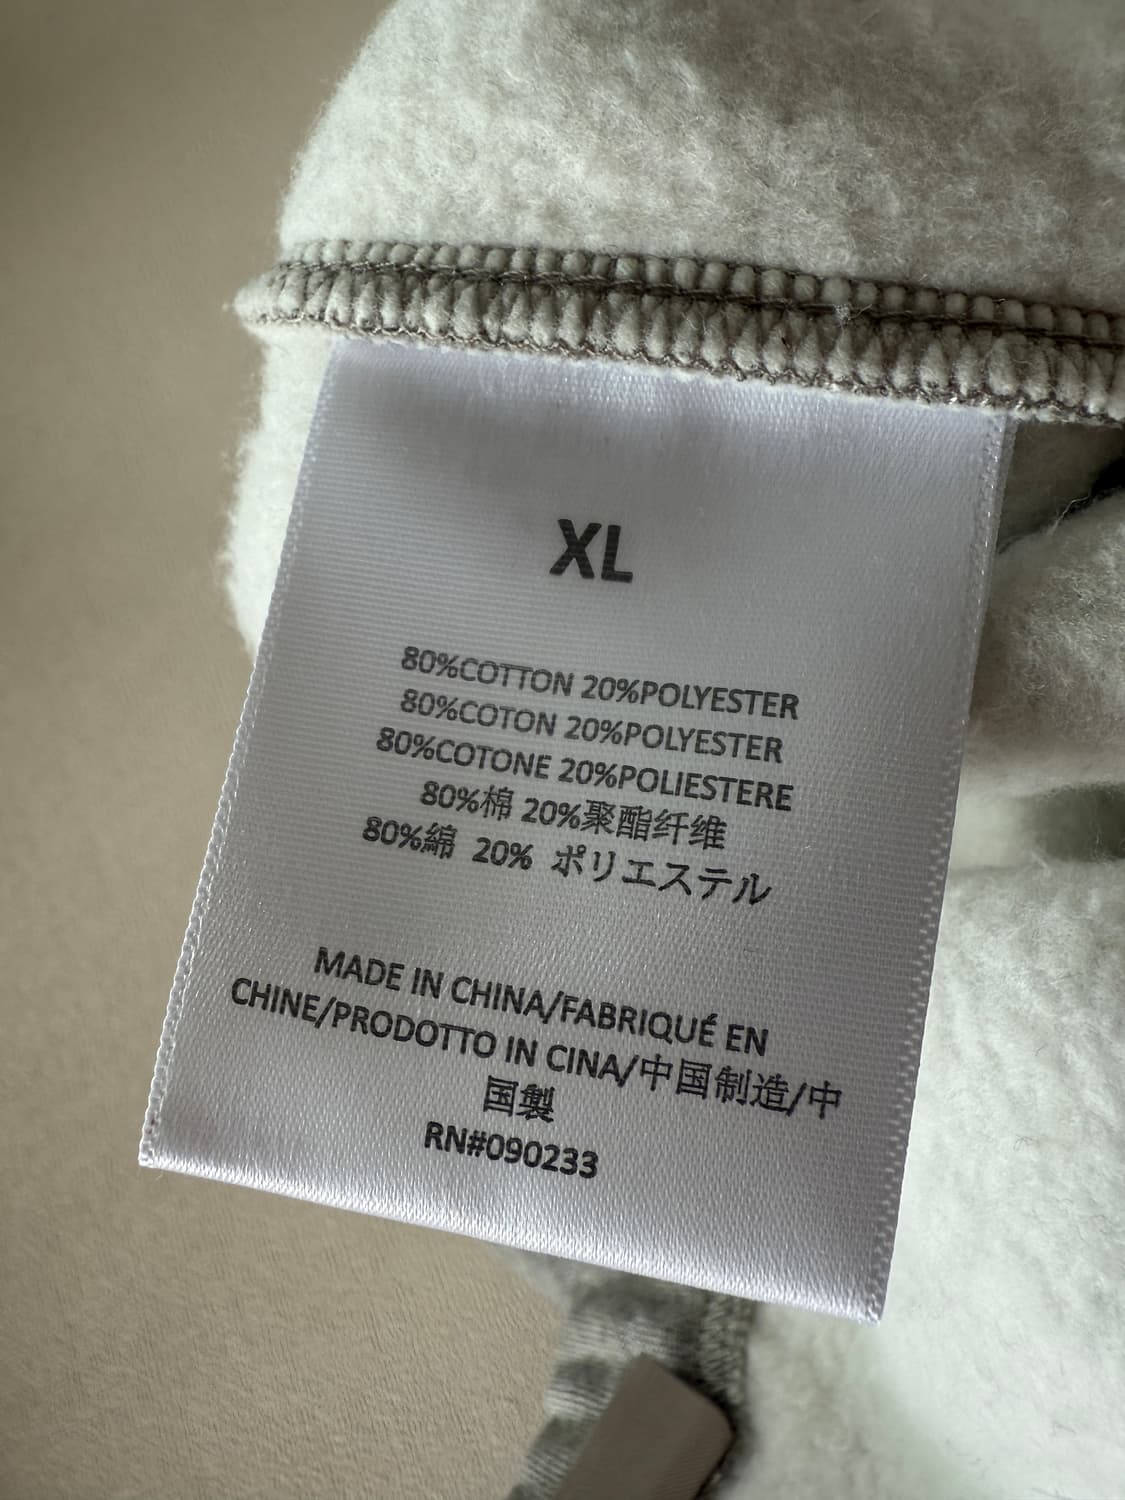 XL
80%COTTON 20%POLYESTER
80%COTON 20%POLYESTER
80%COTONE 20%POLIESTERE
80%棉 20%聚酯纤维
80%綿 20% ポリエステル
MADE IN CHINA/FABRIQUÉ EN
CHINE/PRODOTTO IN CINA/中国制造/中
国製
RN#090233